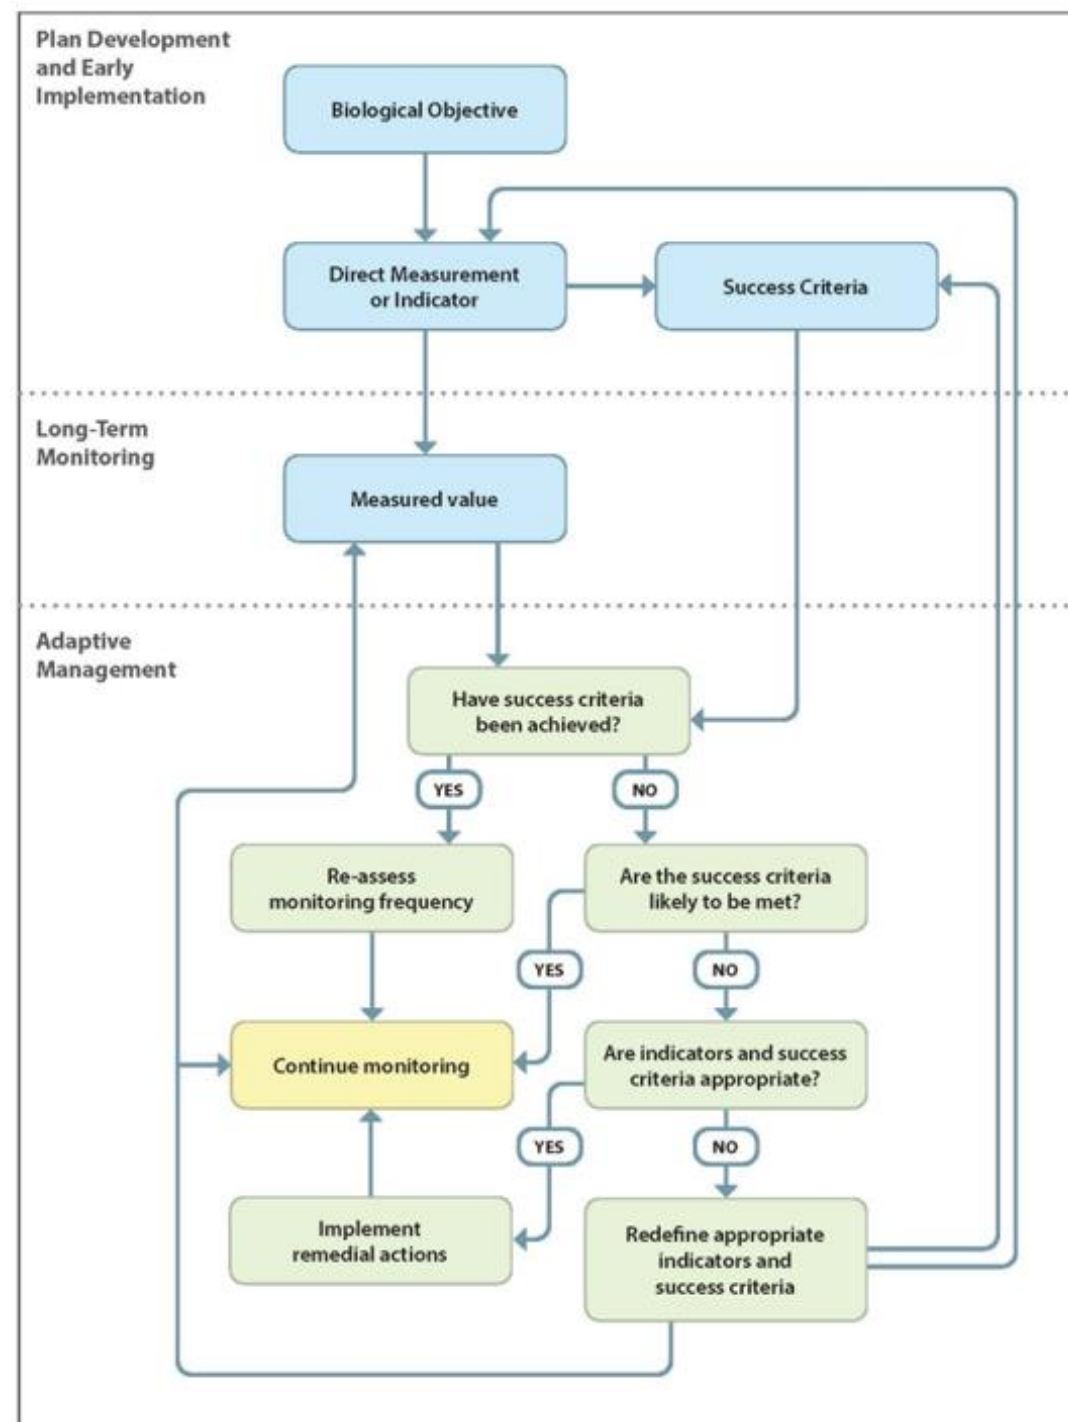 Plan Development
and Early
Implementation
Biological Objective
Direct Measurement
or Indicator
Success Criteria
Long-Term
Monitoring
Measured value
Adaptive
Management
Have success criteria
been achieved?
YES
NO
Re-assess
monitoring frequency
Are the success criteria
likely to be met?
YES
NO
Continue monitoring
Are indicators and success
criteria appropriate?
YES
NO
Implement
remedial actions
Redefine appropriate
indicators and
success criteria